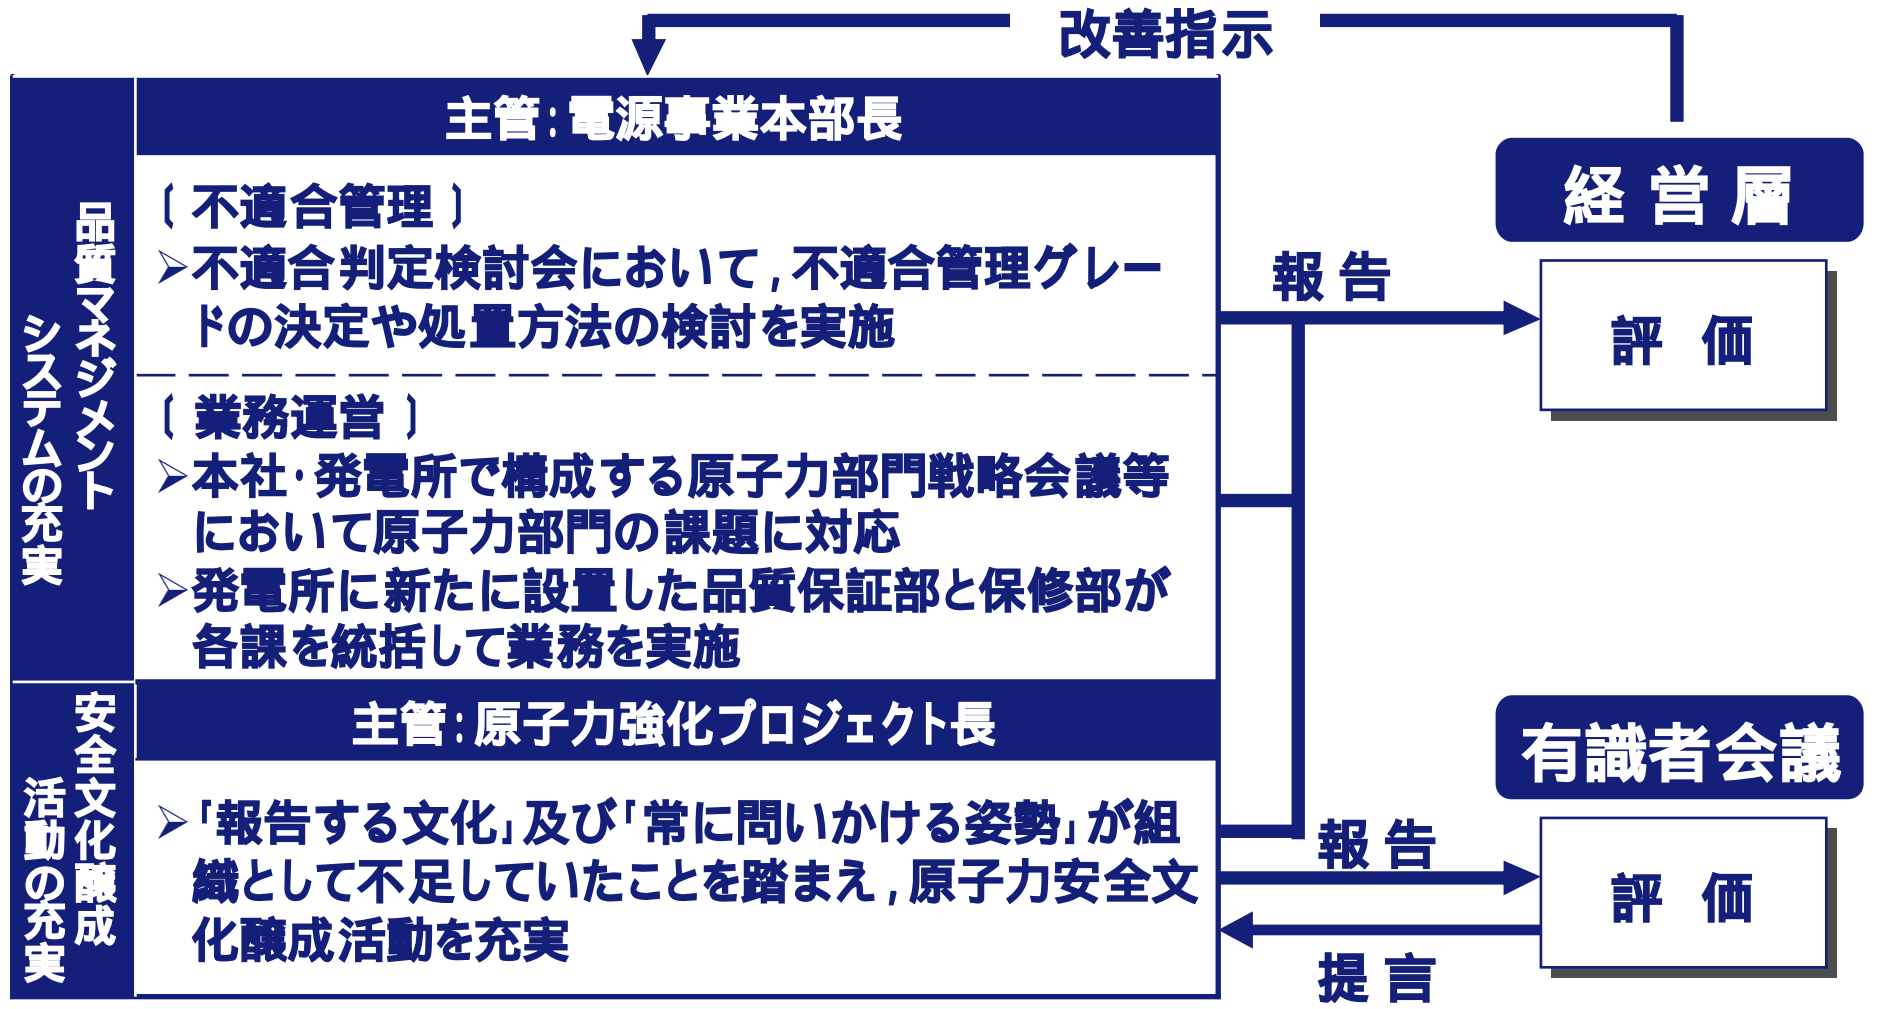 改善指示
品質マネジメント
システムの充実
主管：電源事業本部長
〔 不適合管理 〕
➢不適合判定検討会において，不適合管理グレー
ドの決定や処置方法の検討を実施
〔 業務運営 〕
➢本社・発電所で構成する原子力部門戦略会議等
において原子力部門の課題に対応
➢発電所に新たに設置した品質保証部と保修部が
各課を統括して業務を実施
安全文化醸成
活動の充実
主管：原子力強化プロジェクト長
➢「報告する文化」及び「常に問いかける姿勢」が組
織として不足していたことを踏まえ，原子力安全文
化醸成活動を充実
報 告
経 営 層
評 価
有識者会議
報 告
評 価
提 言